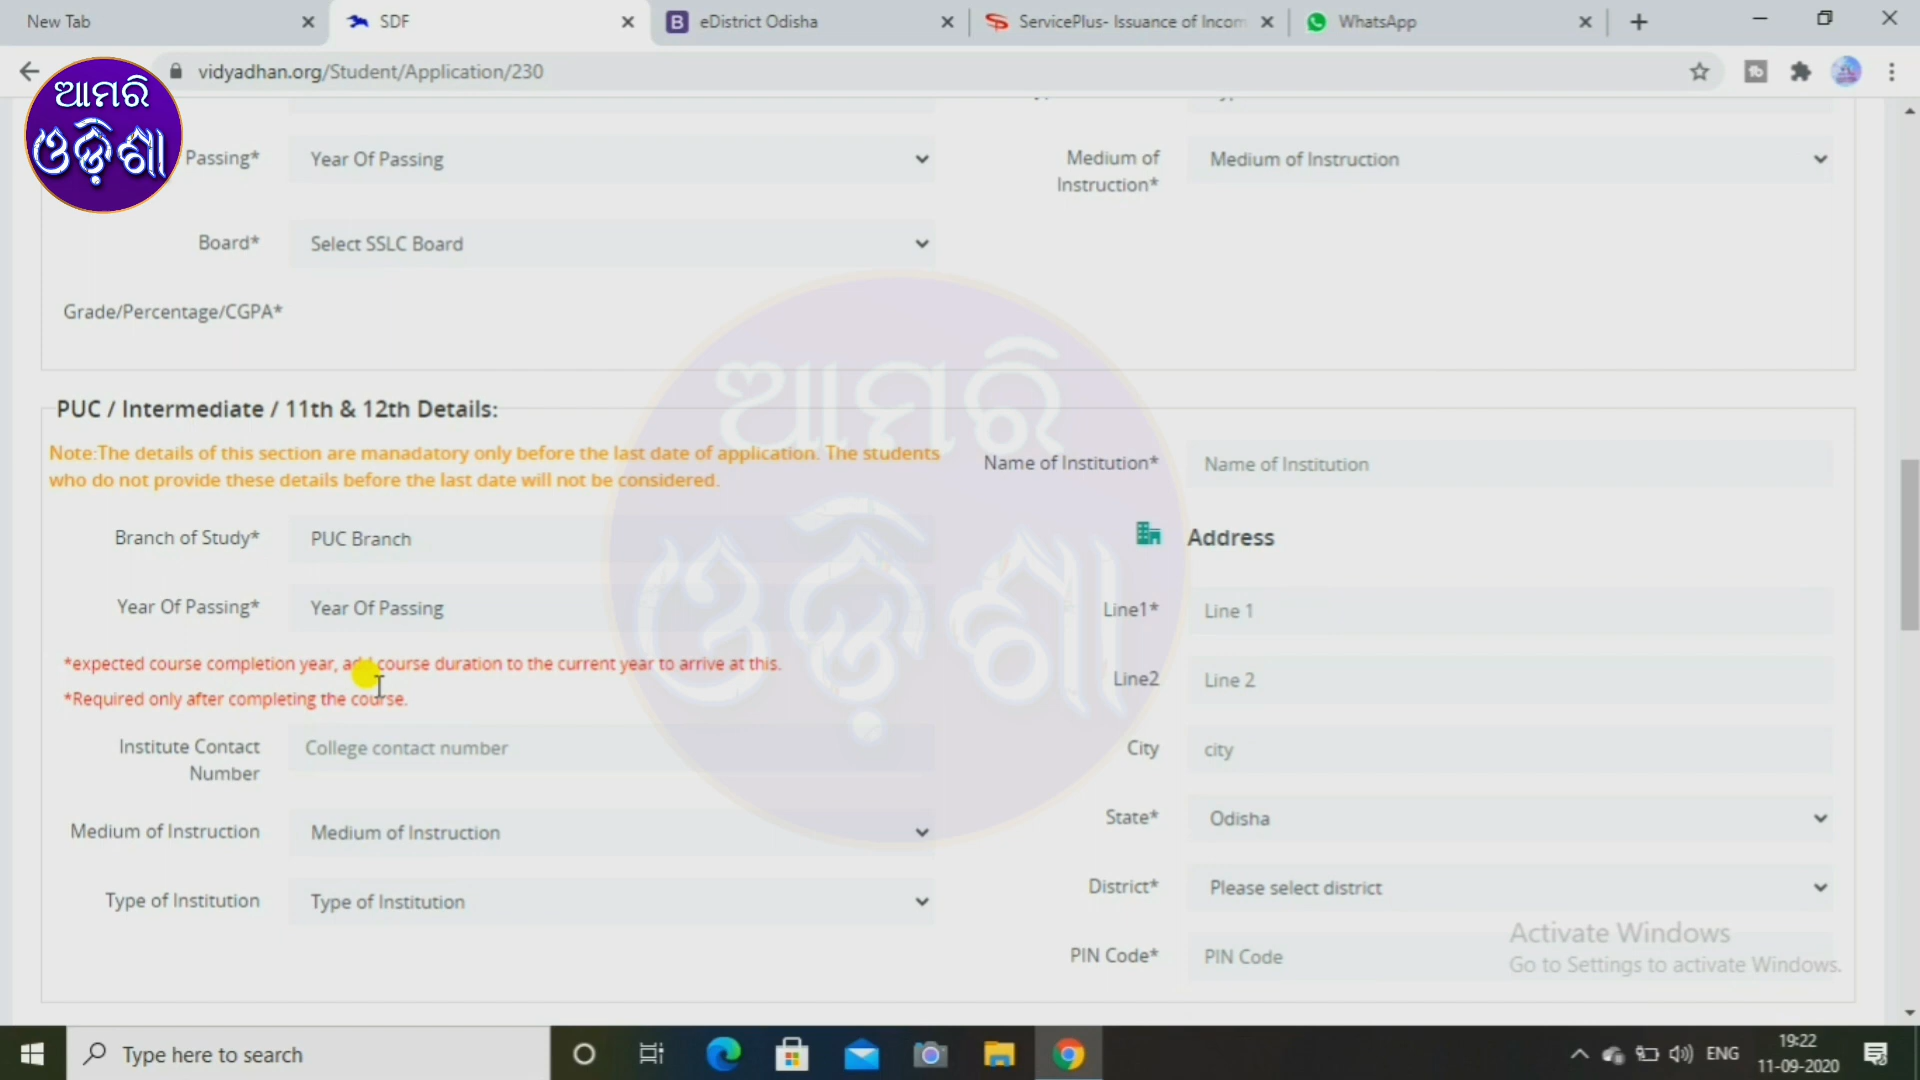 New Tab
SDF
eDistrict Odisha
ServicePlus- Issuance of Incom
WhatsApp
vidyadhan.org/Student/Application/230
ଆମରି
ଓଡ଼ିଶା
Passing*
Year Of Passing
Medium of
Instruction*
Medium of Instruction
Board*
Select SSLC Board
Grade/Percentage/CGPA*
ଆମରି
ଓଡ଼ିଶା
PUC / Intermediate / 11th & 12th Details:
Note:The details of this section are manadatory only before the last date of application. The students
who do not provide these details before the last date will not be considered.
Name of Institution*
Name of Institution
Branch of Study*
PUC Branch
Address
Year Of Passing*
Year Of Passing
Line1*
Line 1
*expected course completion year, add course duration to the current year to arrive at this.
Line2
Line 2
*Required only after completing the course.
Institute Contact
Number
College contact number
City
city
Medium of Instruction
Medium of Instruction
State*
Odisha
Type of Institution
Type of Institution
District*
Please select district
PIN Code*
PIN Code
Activate Windows
Go to Settings to activate Windows.
Type here to search
ENG
19:22
11-09-2020